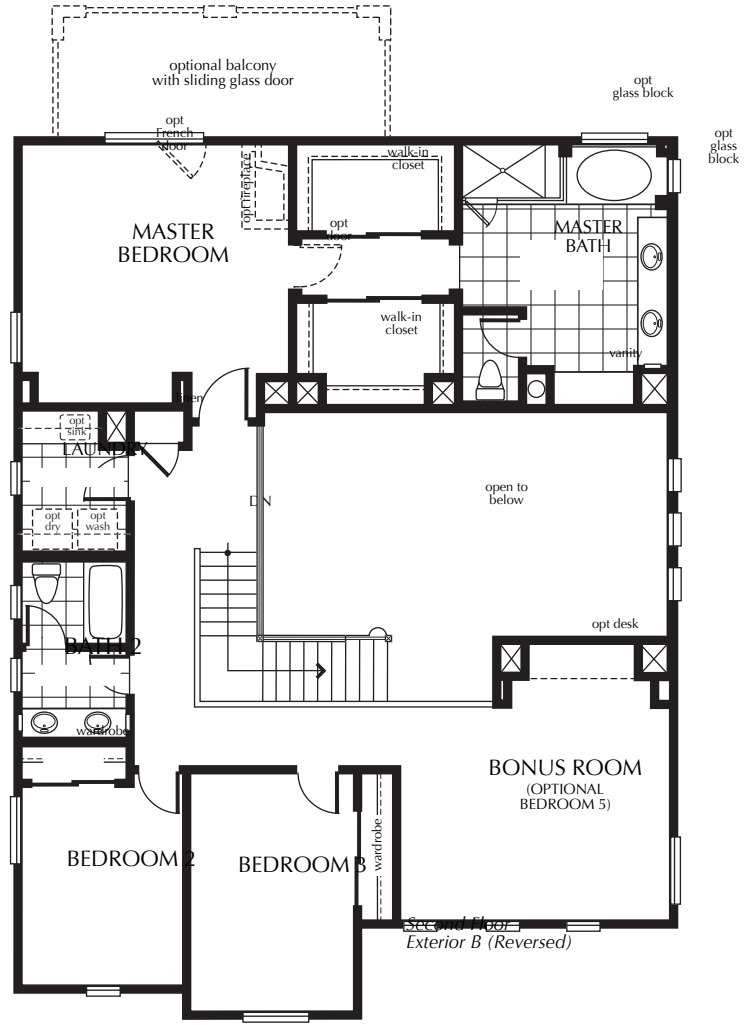 optional balcony
with sliding glass door
opt
glass block
opt
French
door
opt
glass
block
opt fireplace
walk-in
closet
MASTER
BEDROOM
opt
door
MASTER
BATH
walk-in
closet
vanity
linen
opt
sink
LAUNDRY
DN
open to
below
opt
dry
opt
wash
opt desk
BATH 2
wardrobe
BONUS ROOM
(OPTIONAL
BEDROOM 5)
BEDROOM 2
BEDROOM 3
wardrobe
Second Floor
Exterior B (Reversed)